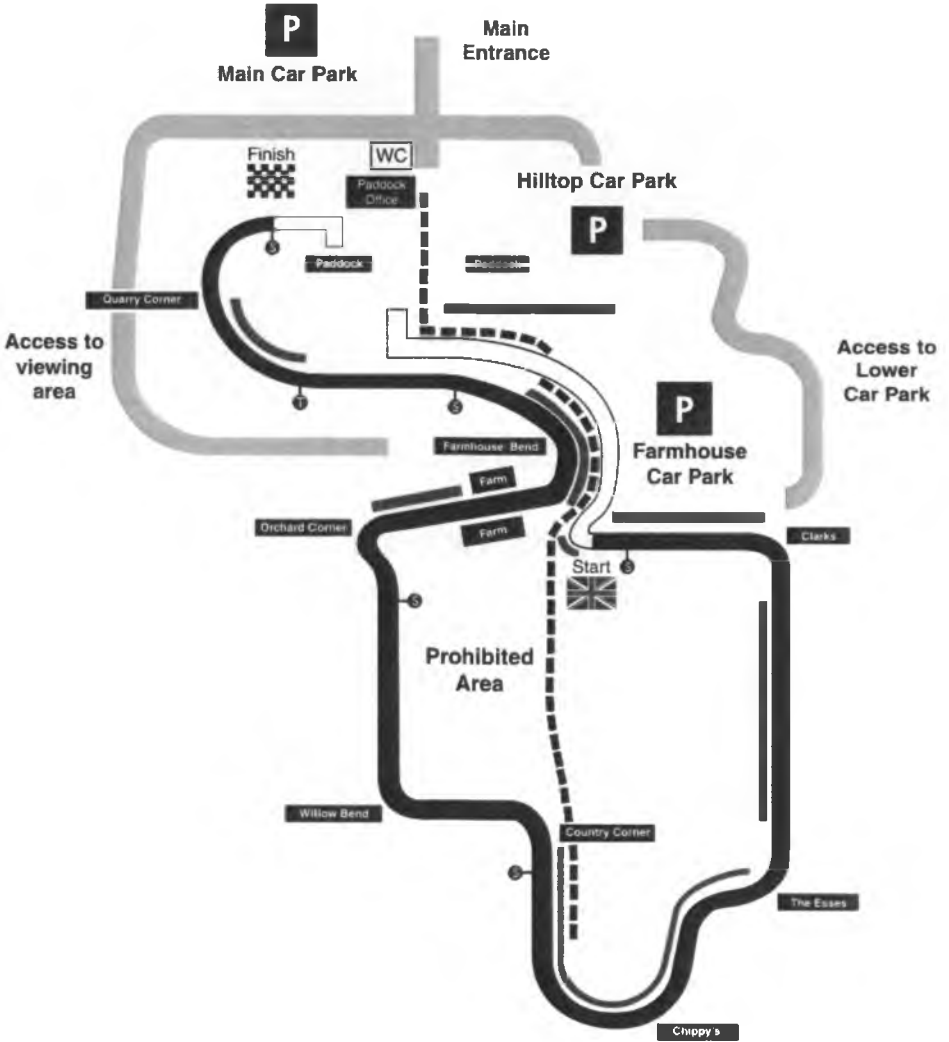 P
Main Car Park
Main
Entrance
Finish
WC
Paddock
Office
Hilltop Car Park
P
Paddock
Paddock
Quarry Corner
Access to
viewing
area
Access to
Lower
Car Park
S
T
S
P
Farmhouse
Car Park
Farmhouse Bend
Farm
Farm
Orchard Corner
Clarks
Start
S
S
Prohibited
Area
Willow Bend
Country Corner
S
The Esses
Chippy's